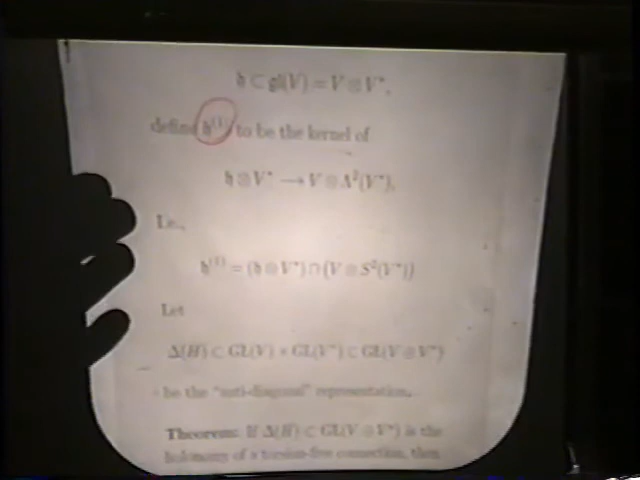 𝔥 ⊂ 𝔤𝔩(V) = V ⊗ V*,
define 𝔥⁽¹⁾ to be the kernel of
𝔥 ⊗ V* ⟶ V ⊗ Λ²(V*),
i.e.,
𝔥⁽¹⁾ = (𝔥 ⊗ V*) ∩ (V ⊗ S²(V*))
Let
Δ(H) ⊂ GL(V) × GL(V*) ⊂ GL(V ⊕ V*)
be the "anti-diagonal" representation.
Theorem: If Δ(H) ⊂ GL(V ⊕ V*) is the
holonomy of a torsion-free connection, then